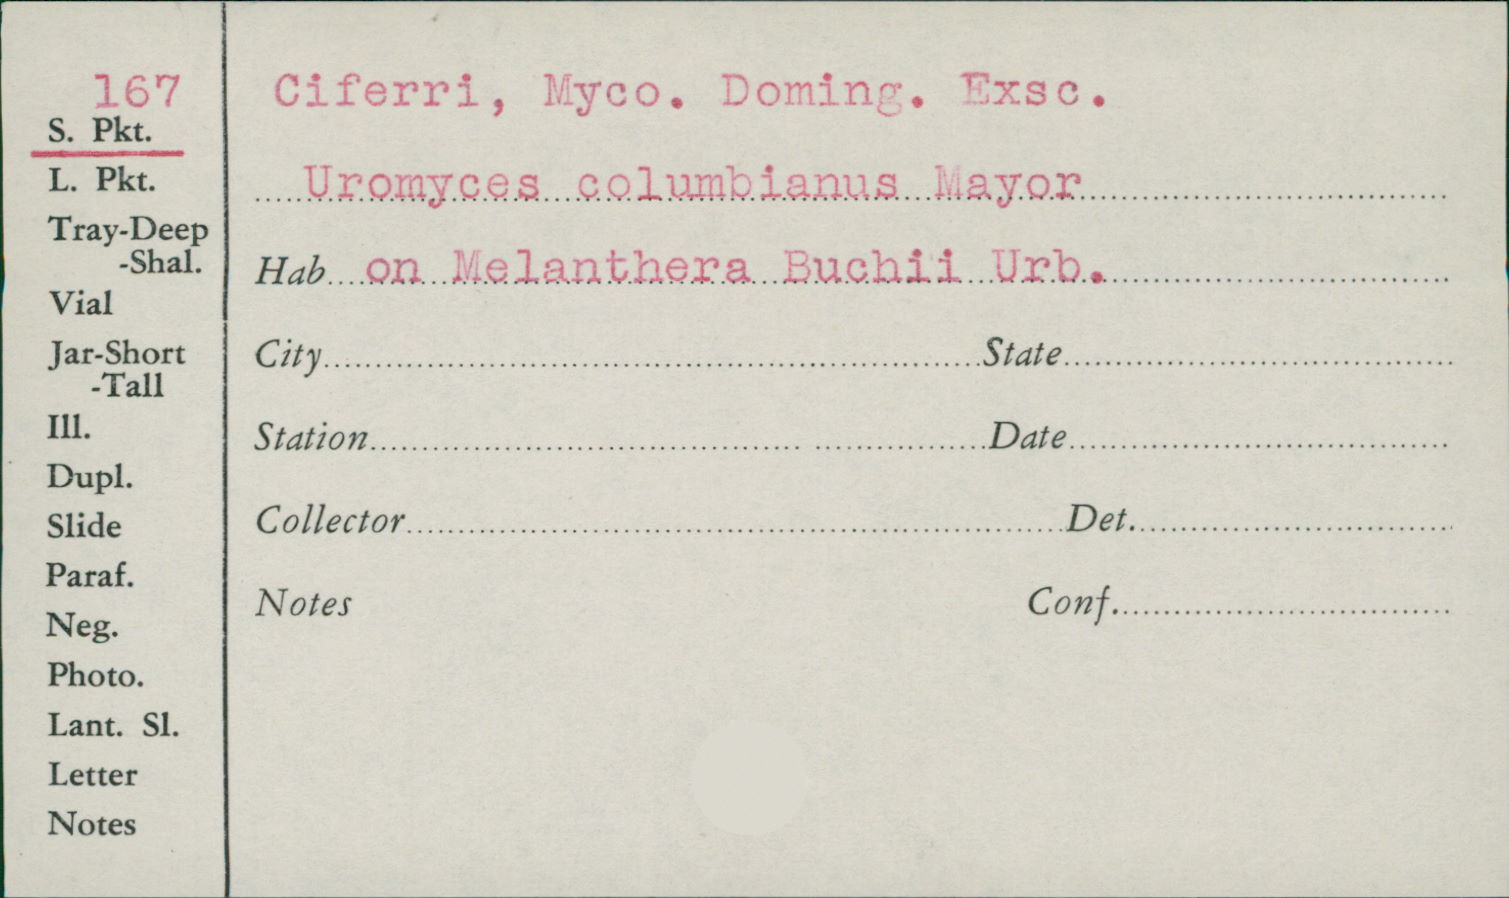 167
S. Pkt.
L. Pkt.
Tray-Deep
-Shal.
Vial
Jar-Short
-Tall
Ill.
Dupl.
Slide
Paraf.
Neg.
Photo.
Lant. Sl.
Letter
Notes
Ciferri, Myco. Doming. Exsc.
Uromyces columbianus Mayor
Hab on Melanthera Buchii Urb.
City State
Station Date
Collector Det.
Notes Conf.